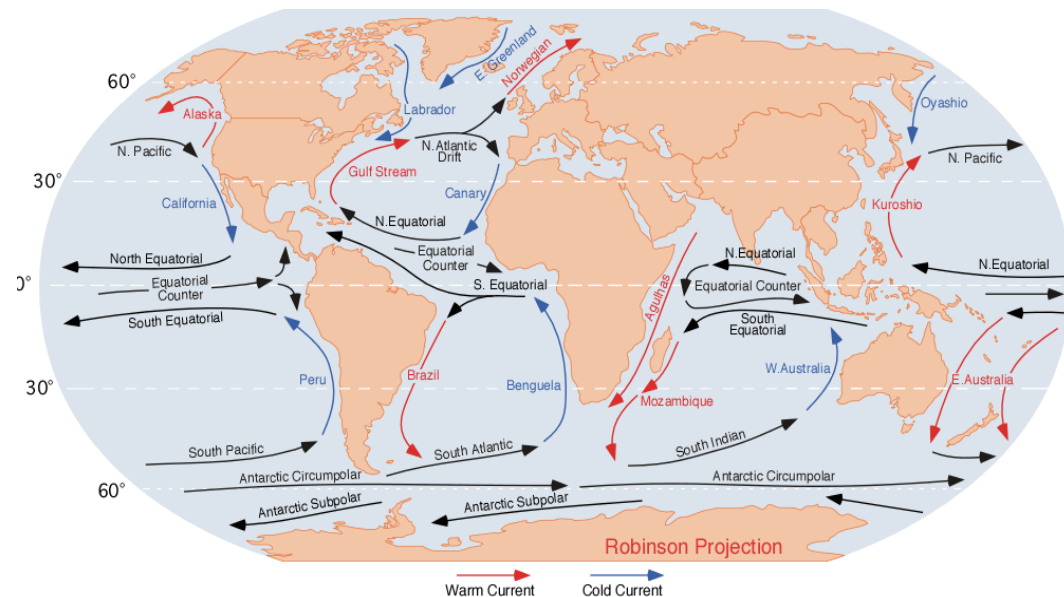 E. Greenland
Norwegian
60°
Alaska
Labrador
Oyashio
N. Pacific
N. Atlantic
Drift
N. Pacific
30°
Gulf Stream
California
Canary
Kuroshio
N.Equatorial
North Equatorial
Equatorial
Counter
N.Equatorial
N.Equatorial
0°
Equatorial
Counter
S. Equatorial
Equatorial Counter
Agulhas
South Equatorial
South
Equatorial
30°
Peru
Brazil
Benguela
W.Australia
E.Australia
Mozambique
South Pacific
South Atlantic
South Indian
60°
Antarctic Circumpolar
Antarctic Circumpolar
Antarctic Subpolar
Antarctic Subpolar
Robinson Projection
Warm Current
Cold Current